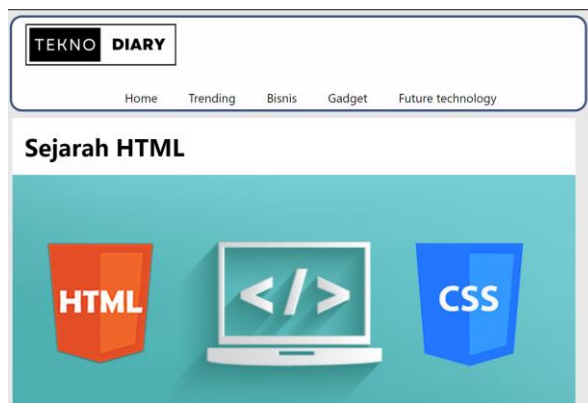 TEKNO DIARY
Home Trending Bisnis Gadget Future technology
Sejarah HTML
HTML </> CSS